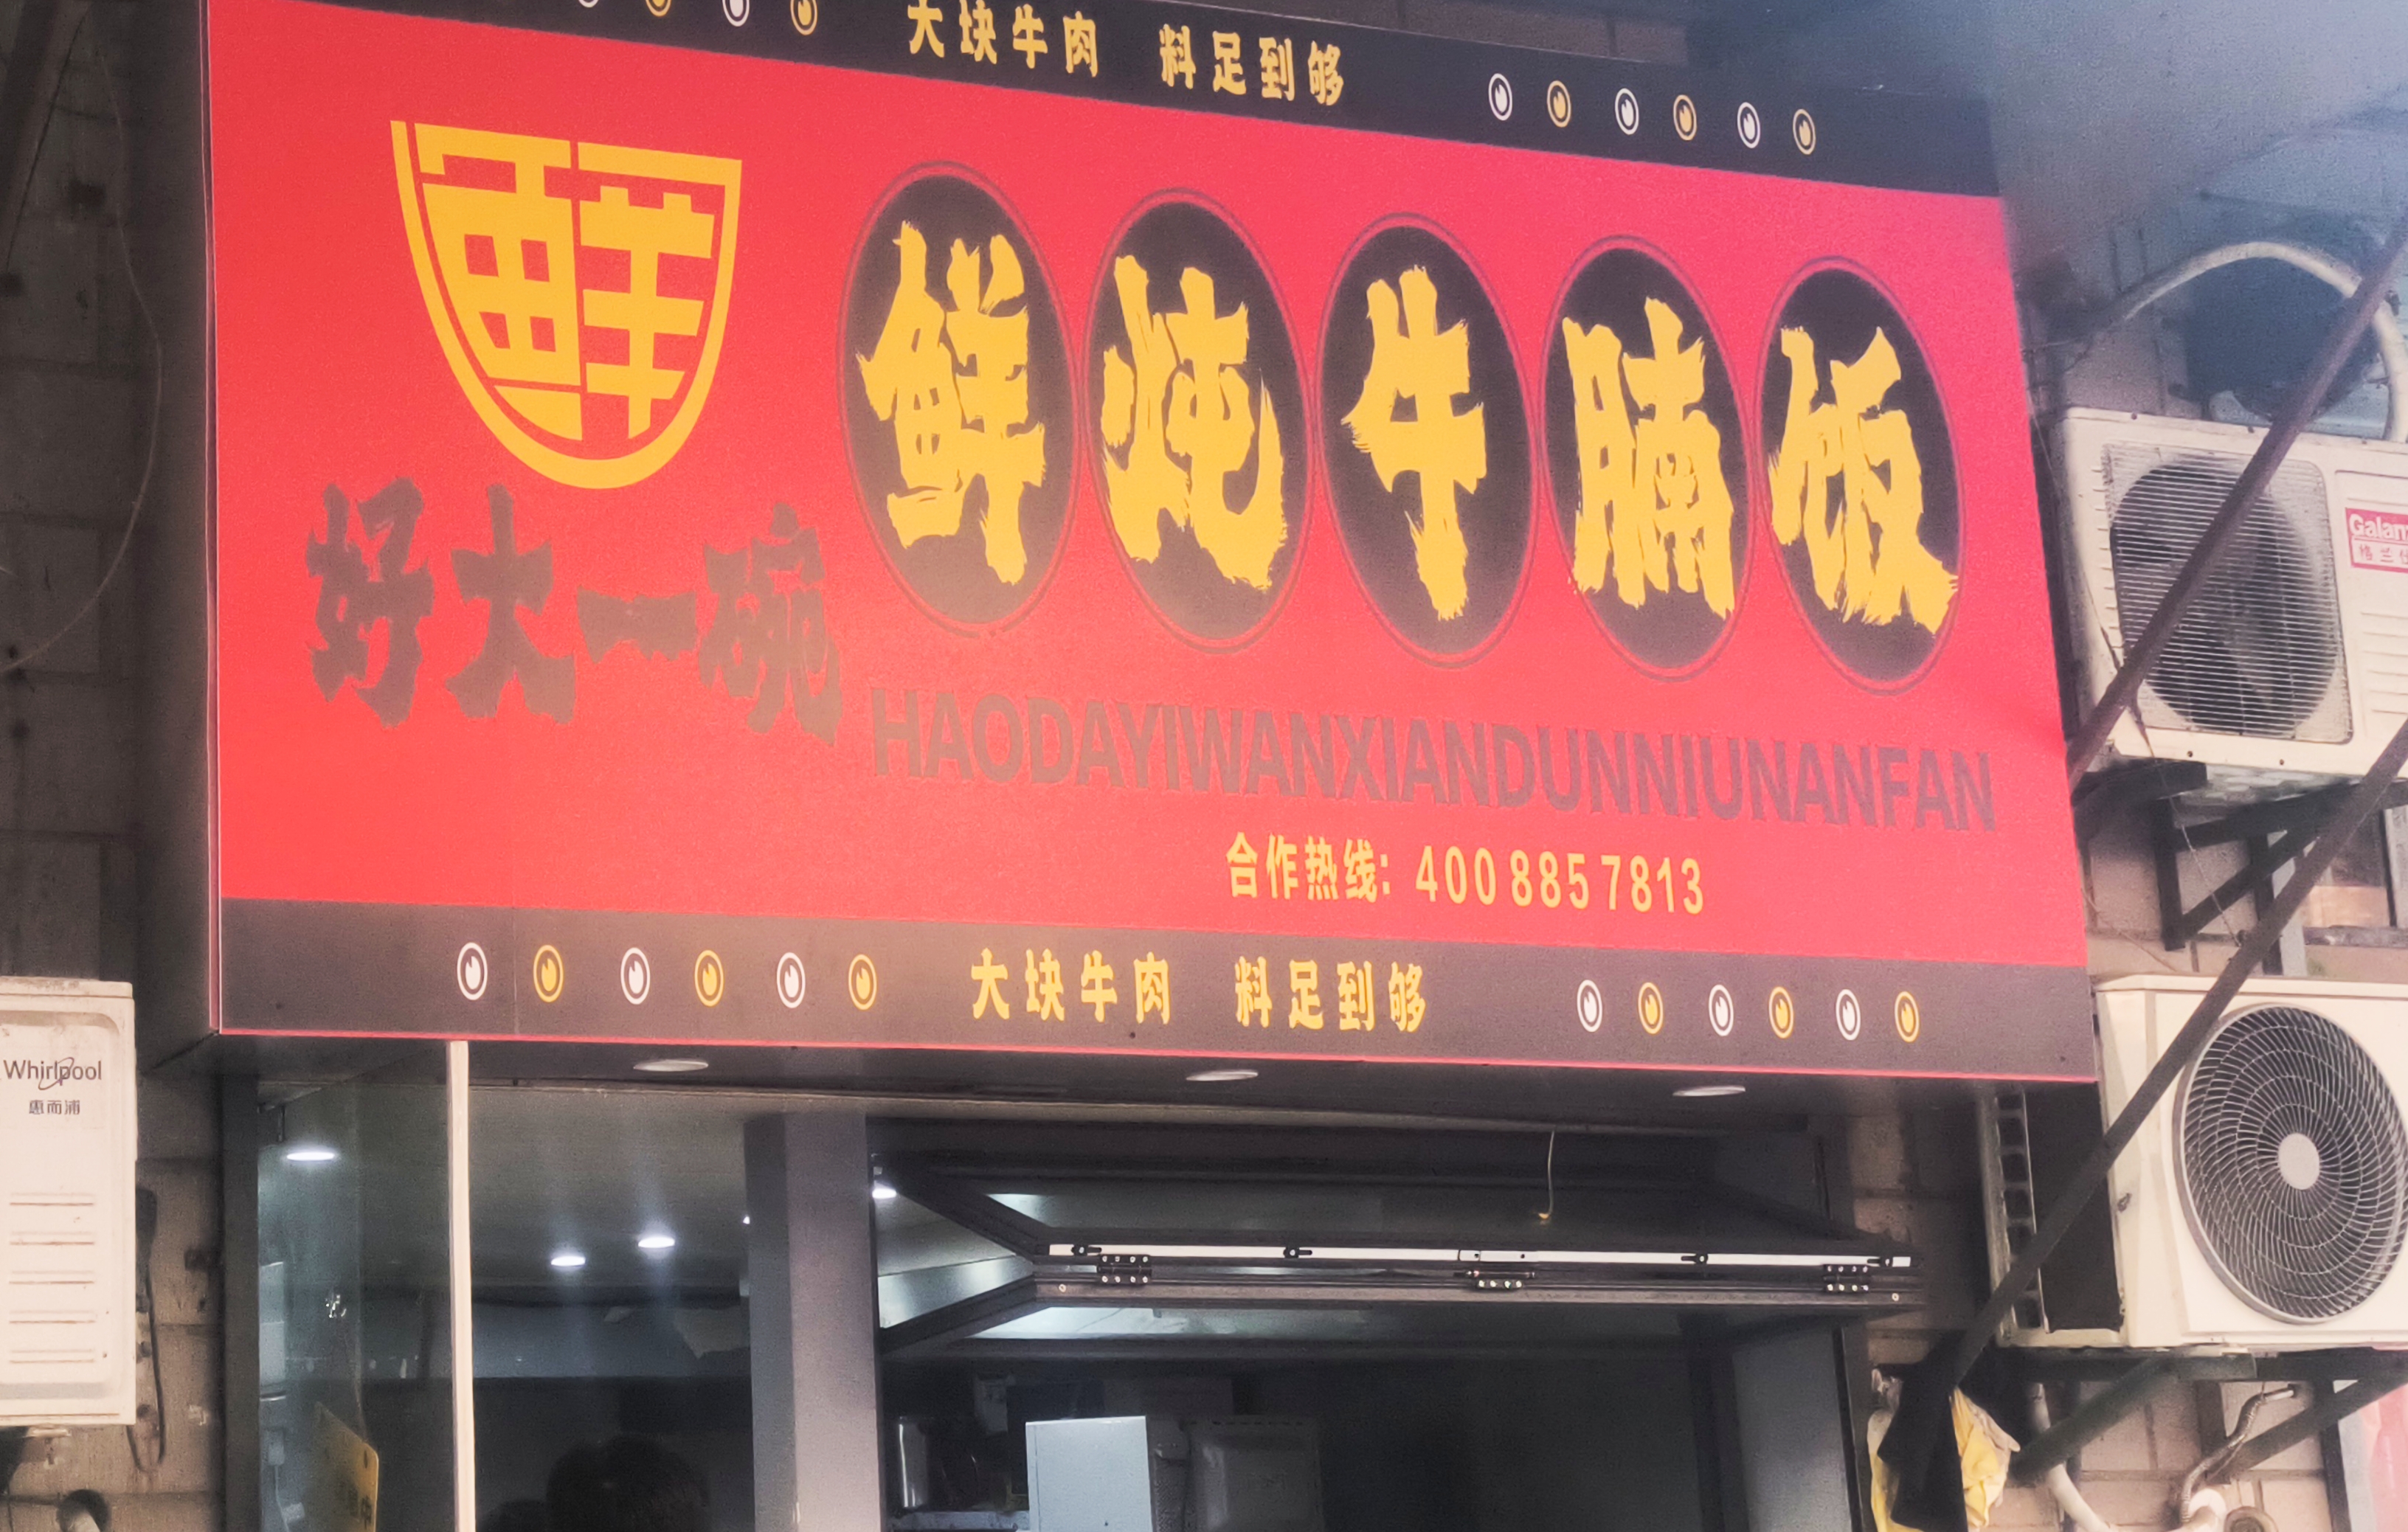 大块牛肉 料足到够
鲜
鲜炖牛腩饭
好大一碗
HAODAYIWANXIANDUNNIUNANFAN
合作热线: 400 885 7813
大块牛肉 料足到够
Whirlpool
惠而浦